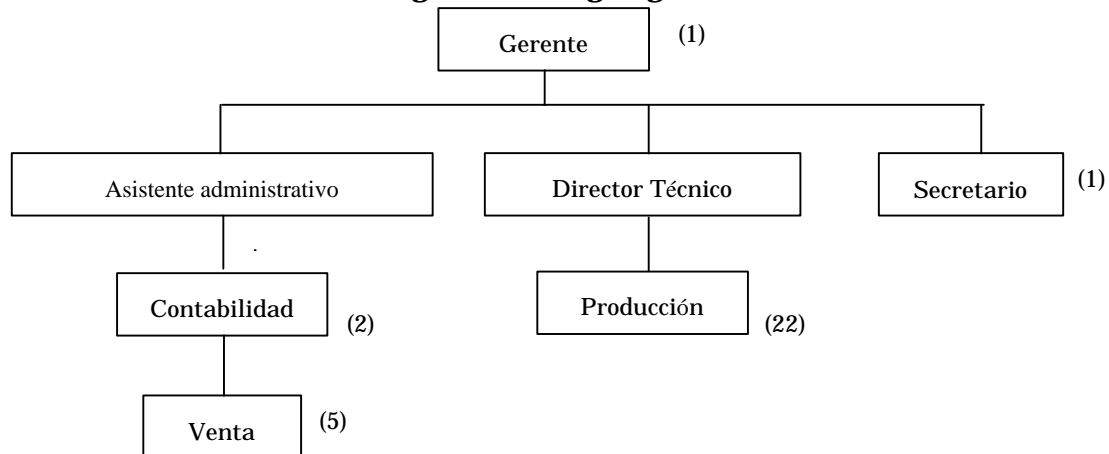 Gerente (1)
Asistente administrativo
Director Técnico
Secretario (1)
Contabilidad (2)
Producción (22)
Venta (5)